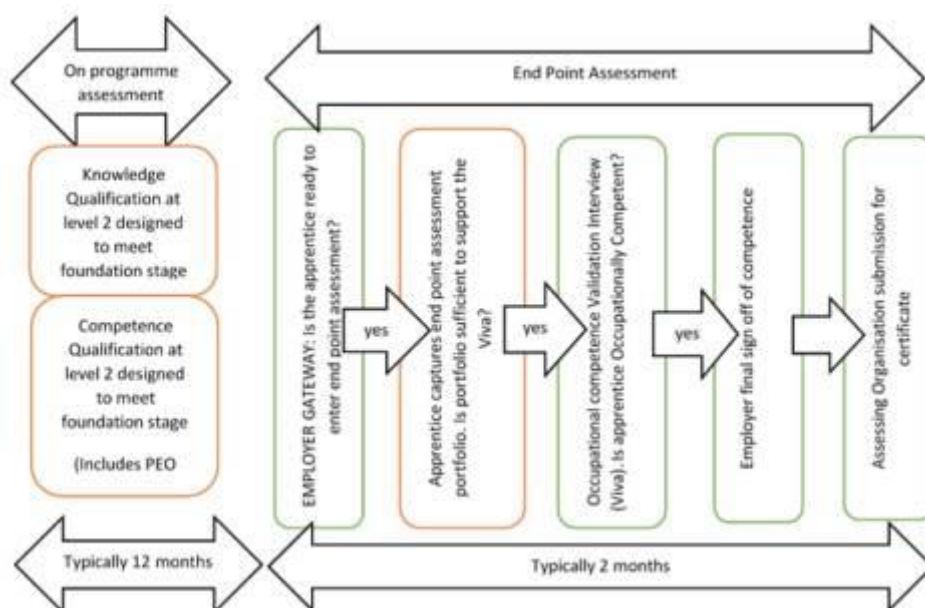 On programme
assessment
End Point Assessment
Knowledge
Qualification at
level 2 designed
to meet
foundation stage
Competence
Qualification at
level 2 designed
to meet
foundation stage
(Includes PEO
EMPLOYER GATEWAY: Is the apprentice ready to
enter end point assessment?
yes
Apprentice captures end point assessment
portfolio. Is portfolio sufficient to support the
Viva?
yes
Occupational competence Validation Interview
(Viva). Is apprentice Occupationally Competent?
yes
Employer final sign off of competence
Assessing Organisation submission for
certificate
Typically 12 months
Typically 2 months